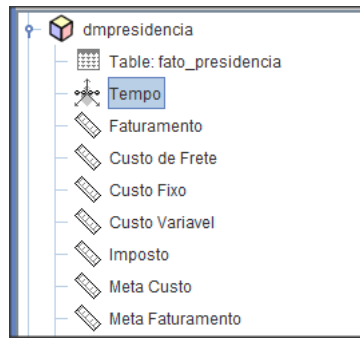 dmpresidencia
Table: fato_presidencia
Tempo
Faturamento
Custo de Frete
Custo Fixo
Custo Variavel
Imposto
Meta Custo
Meta Faturamento